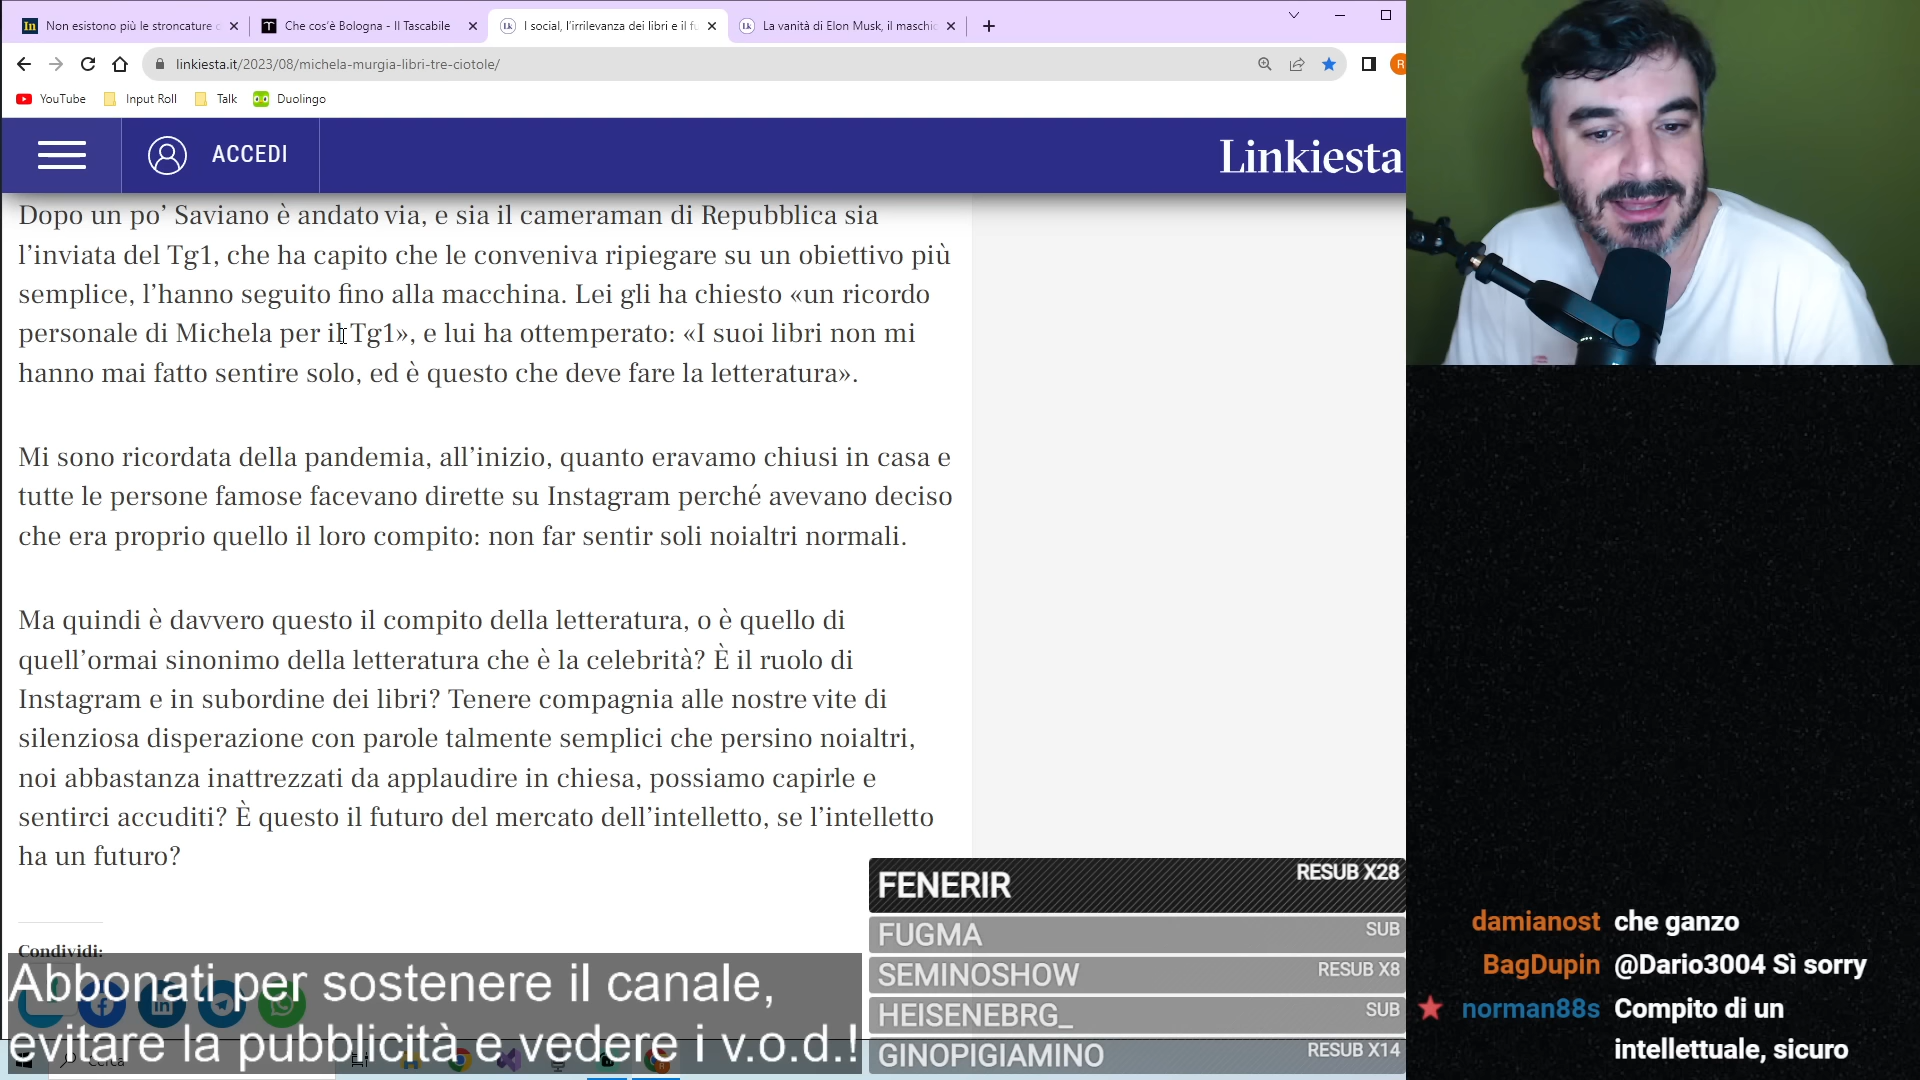 Non esistono più le stroncature
Che cos'è Bologna - Il Tascabile
I social, l'irrilevanza dei libri e il fu
La vanità di Elon Musk, il maschio
linkiesta.it/2023/08/michela-murgia-libri-tre-ciotole/
YouTube
Input Roll
Talk
Duolingo
ACCEDI
Linkiesta
Dopo un po' Saviano è andato via, e sia il cameraman di Repubblica sia
l'inviata del Tg1, che ha capito che le conveniva ripiegare su un obiettivo più
semplice, l'hanno seguito fino alla macchina. Lei gli ha chiesto «un ricordo
personale di Michela per il Tg1», e lui ha ottemperato: «I suoi libri non mi
hanno mai fatto sentire solo, ed è questo che deve fare la letteratura».
Mi sono ricordata della pandemia, all'inizio, quanto eravamo chiusi in casa e
tutte le persone famose facevano dirette su Instagram perché avevano deciso
che era proprio quello il loro compito: non far sentir soli noialtri normali.
Ma quindi è davvero questo il compito della letteratura, o è quello di
quell'ormai sinonimo della letteratura che è la celebrità? È il ruolo di
Instagram e in subordine dei libri? Tenere compagnia alle nostre vite di
silenziosa disperazione con parole talmente semplici che persino noialtri,
noi abbastanza inattrezzati da applaudire in chiesa, possiamo capirle e
sentirci accuditi? È questo il futuro del mercato dell'intelletto, se l'intelletto
ha un futuro?
Condividi:
Abbonati per sostenere il canale,
evitare la pubblicità e vedere i v.o.d.!
Cerca
FENERIR RESUB X28
FUGMA SUB
SEMINOSHOW RESUB X8
HEISENEBRG_ SUB
GINOPIGIAMINO RESUB X14
damianost che ganzo
BagDupin @Dario3004 Sì sorry
norman88s Compito di un
intellettuale, sicuro